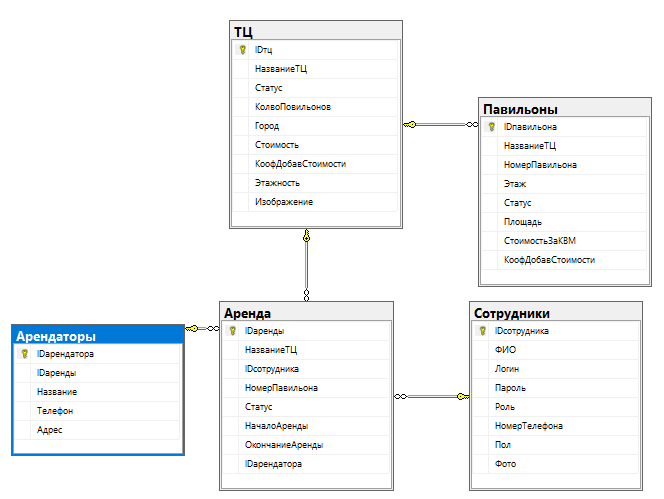 ТЦ
IDтц
НазваниеТЦ
Статус
КолвоПовильонов
Город
Стоимость
КоофДобавСтоимости
Этажность
Изображение
Павильоны
IDпавильона
НазваниеТЦ
НомерПавильона
Этаж
Статус
Площадь
СтоимостьЗаКВМ
КоофДобавСтоимости
Арендаторы
IDарендатора
IDаренды
Название
Телефон
Адрес
Аренда
IDаренды
НазваниеТЦ
IDсотрудника
НомерПавильона
Статус
НачалоАренды
ОкончаниеАренды
IDарендатора
Сотрудники
IDсотрудника
ФИО
Логин
Пароль
Роль
НомерТелефона
Пол
Фото